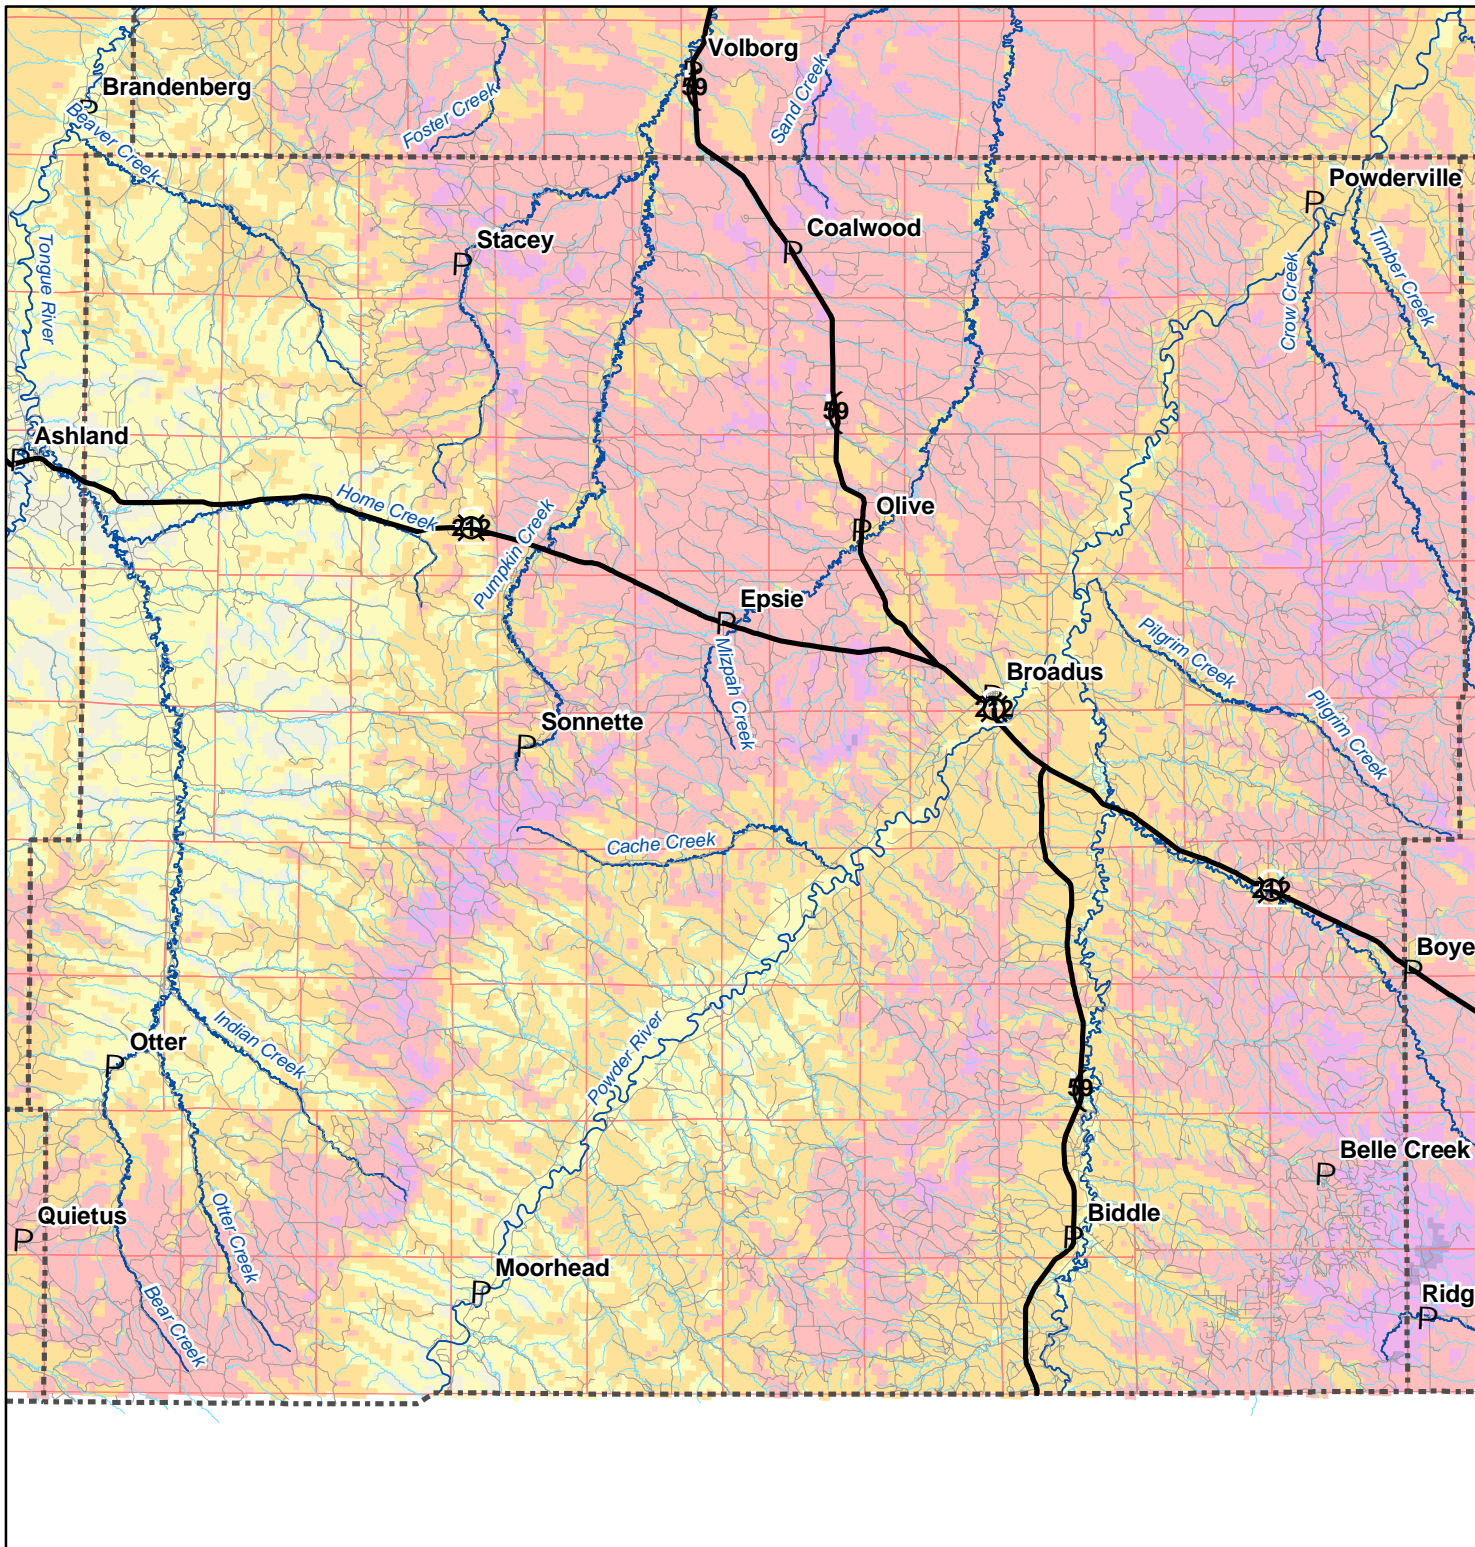 Volborg
P
59
Brandenberg
P
Beaver Creek
Foster Creek
Sand Creek
Powderville
P
Tongue River
Stacey
P
Coalwood
P
Timber Creek
Crow Creek
59
Ashland
P
Home Creek
212
Pumpkin Creek
Olive
P
Epsie
P
Mizpah Creek
Pilgrim Creek
Broadus
P
212
Pilgrim Creek
Sonnette
P
Cache Creek
212
Boye
P
Otter
P
Indian Creek
Powder River
59
Belle Creek
P
Quietus
P
Otter Creek
Biddle
P
Moorhead
P
Bear Creek
Ridg
P